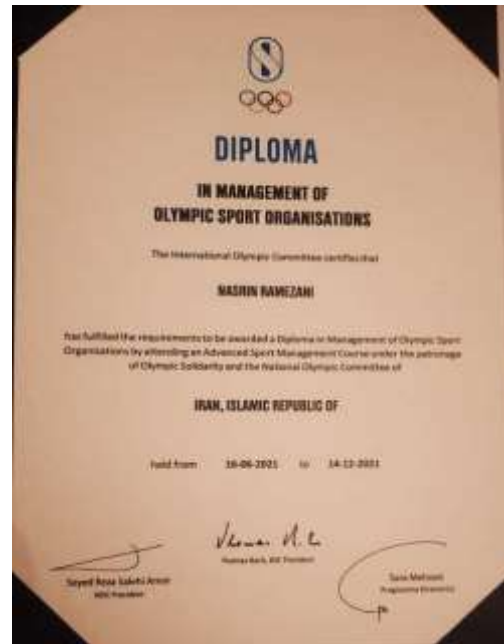 DIPLOMA
IN MANAGEMENT OF
OLYMPIC SPORT ORGANISATIONS
The International Olympic Committee certifies that
NASRIN RAMEZANI
has fulfilled the requirements to be awarded a Diploma in Management of Olympic Sport
Organisations by attending an Advanced Sport Management Course under the patronage
of Olympic Solidarity and the National Olympic Committee of
IRAN, ISLAMIC REPUBLIC OF
held from 16-06-2021 to 14-12-2021
Thomas Bach, IOC President
Seyed Reza Salehi Amiri
NOC President
Sara
Programme Director